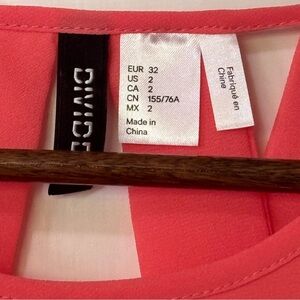 DIVIDE
EUR 32
US 2
CA 2
CN 155/76A
MX 2
Made in
China
Fabriqué en
Chine